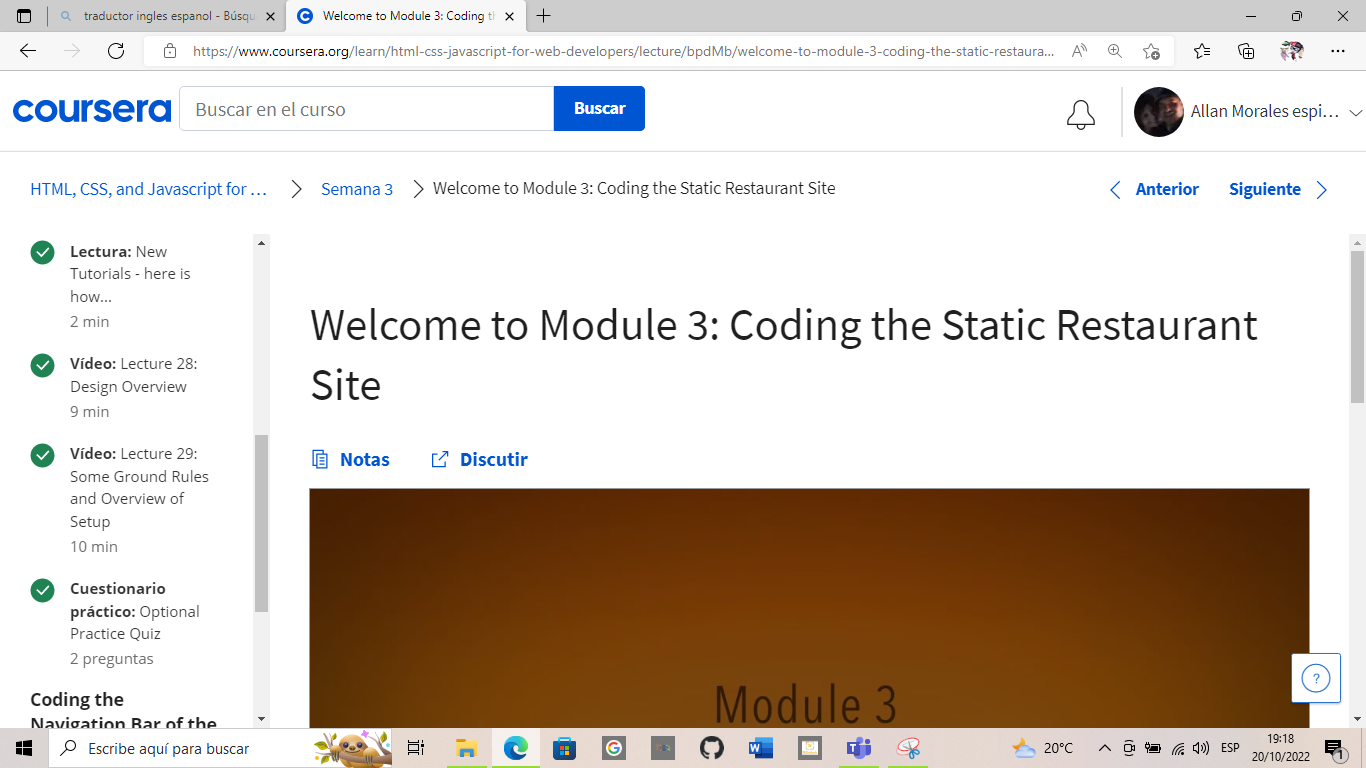 traductor ingles espanol - Búsqu
Welcome to Module 3: Coding th
https://www.coursera.org/learn/html-css-javascript-for-web-developers/lecture/bpdMb/welcome-to-module-3-coding-the-static-restaura...
coursera
Buscar en el curso
Buscar
Allan Morales espi...
HTML, CSS, and Javascript for ...
Semana 3
Welcome to Module 3: Coding the Static Restaurant Site
Anterior
Siguiente
Lectura: New
Tutorials - here is
how...
2 min
Vídeo: Lecture 28:
Design Overview
9 min
Vídeo: Lecture 29:
Some Ground Rules
and Overview of
Setup
10 min
Cuestionario
práctico: Optional
Practice Quiz
2 preguntas
Coding the
Navigation Bar of the
Welcome to Module 3: Coding the Static Restaurant
Site
Notas
Discutir
Module 3
?
Escribe aquí para buscar
20°C
ESP
19:18
20/10/2022
1